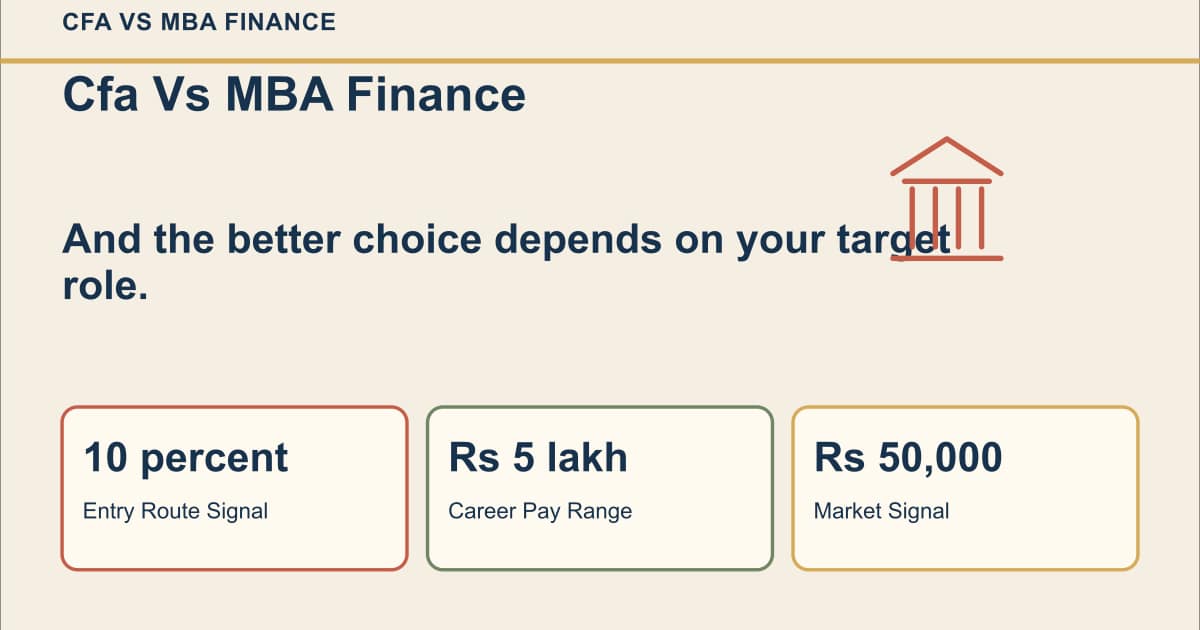 CFA VS MBA FINANCE
Cfa Vs MBA Finance
And the better choice depends on your target
role.
10 percent
Entry Route Signal
Rs 5 lakh
Career Pay Range
Rs 50,000
Market Signal